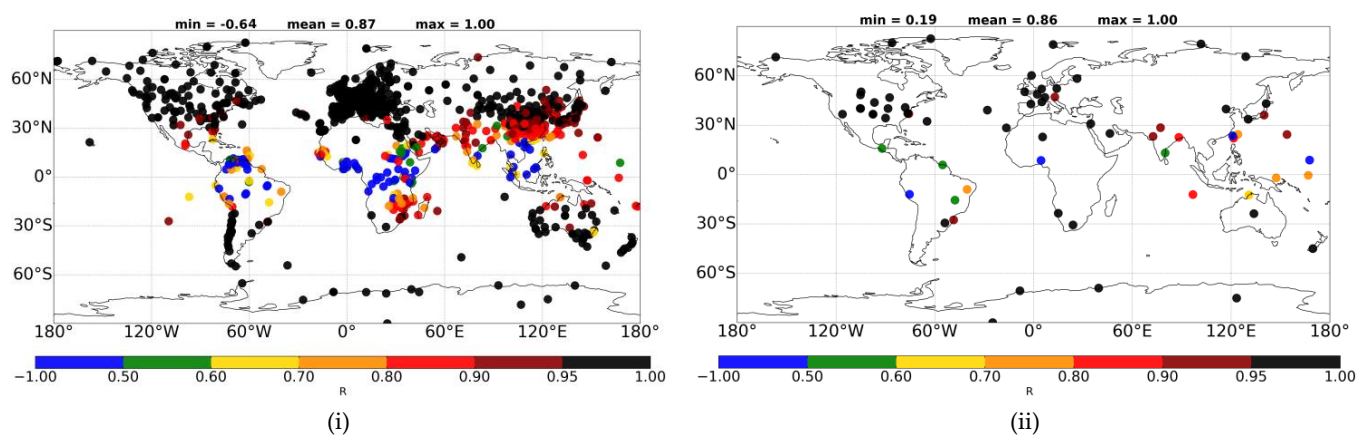 min = -0.64 mean = 0.87 max = 1.00
60°N
30°N
0°
30°S
60°S
180° 120°W 60°W 0° 60°E 120°E 180°
−1.00 0.50 0.60 0.70 0.80 0.90 0.95 1.00
R
(i)
min = 0.19 mean = 0.86 max = 1.00
60°N
30°N
0°
30°S
60°S
180° 120°W 60°W 0° 60°E 120°E 180°
−1.00 0.50 0.60 0.70 0.80 0.90 0.95 1.00
R
(ii)